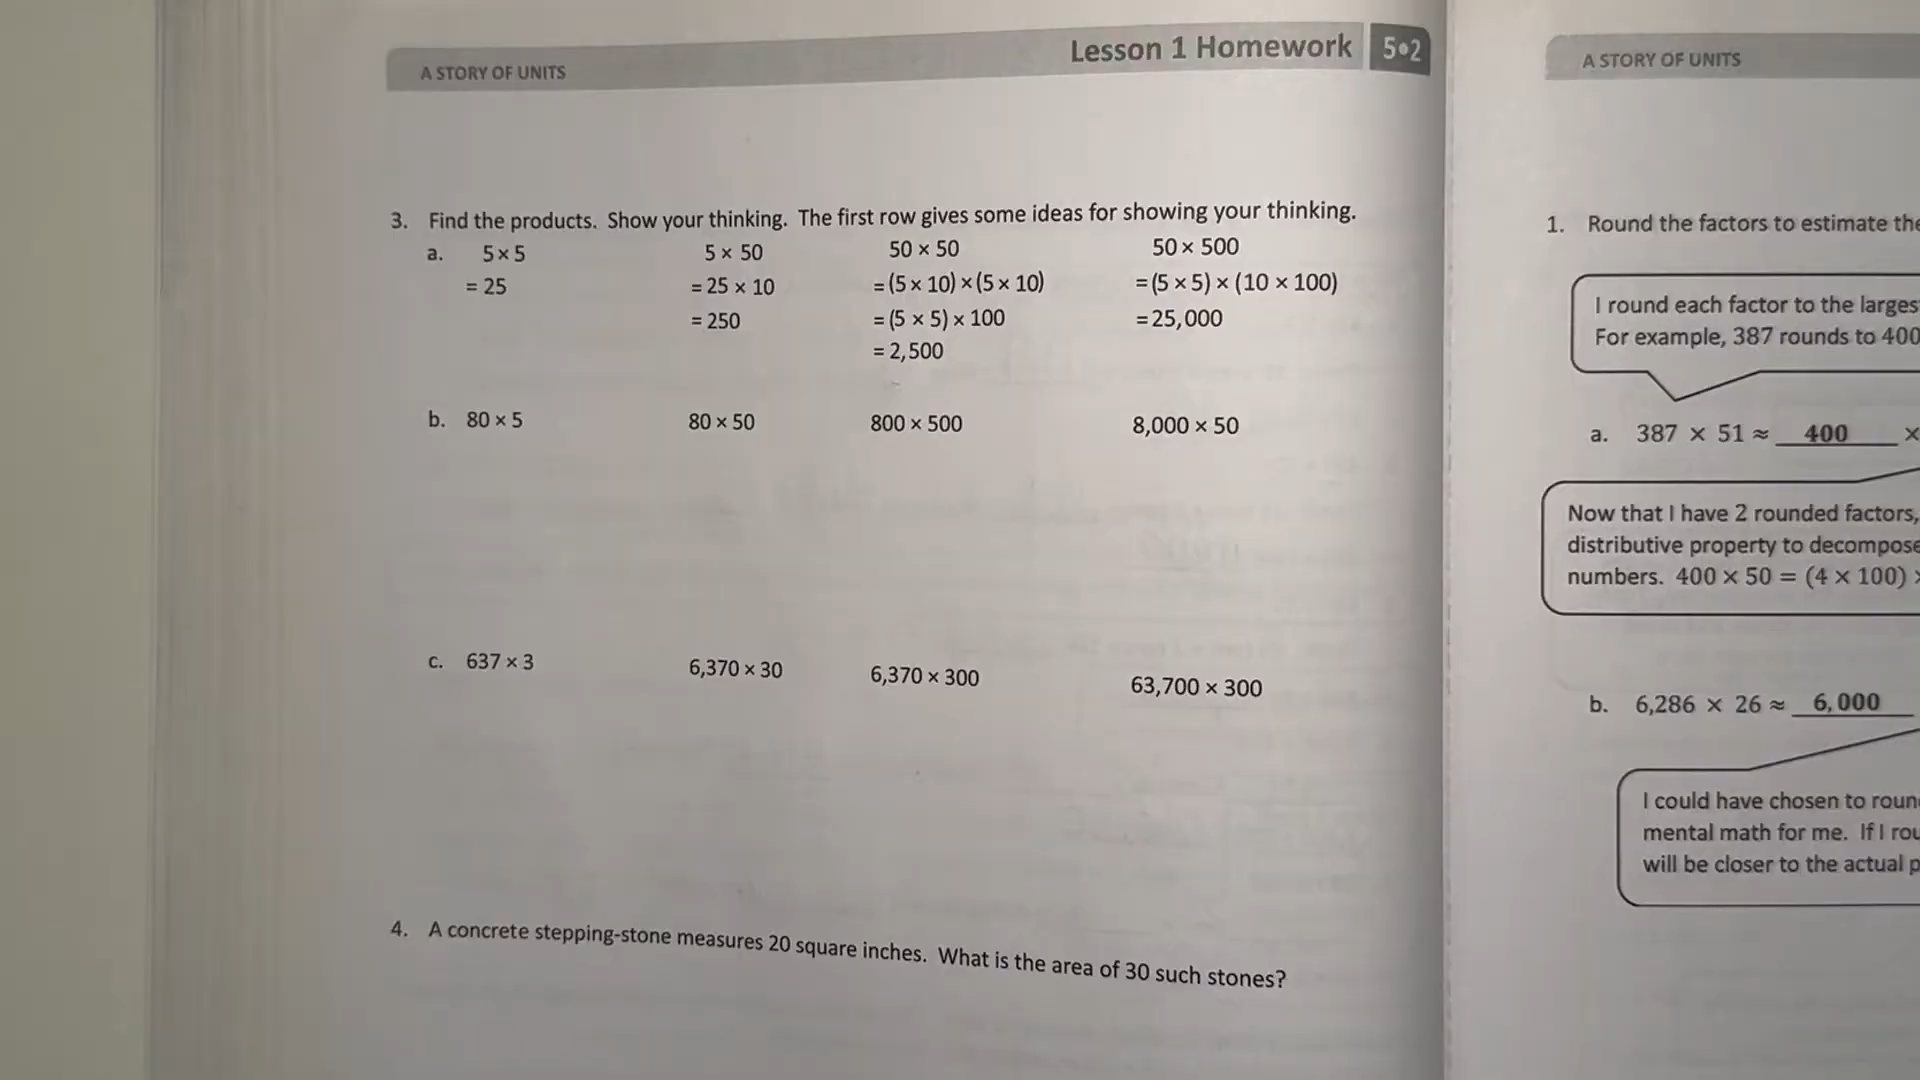 A STORY OF UNITS
Lesson 1 Homework 5•2
3. Find the products. Show your thinking. The first row gives some ideas for showing your thinking.
a. 5 × 5 5 × 50 50 × 50 50 × 500
= 25 = 25 × 10 = (5 × 10) × (5 × 10) = (5 × 5) × (10 × 100)
= 250 = (5 × 5) × 100 = 25,000
= 2,500
b. 80 × 5 80 × 50 800 × 500 8,000 × 50
c. 637 × 3 6,370 × 30 6,370 × 300 63,700 × 300
4. A concrete stepping-stone measures 20 square inches. What is the area of 30 such stones?
A STORY OF UNITS
1. Round the factors to estimate the
I round each factor to the
For example, 387 rounds to 400
a. 387 × 51 ≈ 400 ×
Now that I have 2 rounded factors,
distributive property to
numbers. 400 × 50 = (4 × 100)
b. 6,286 × 26 ≈ 6,000
I could have chosen to
mental math for me. If I
will be closer to the actual